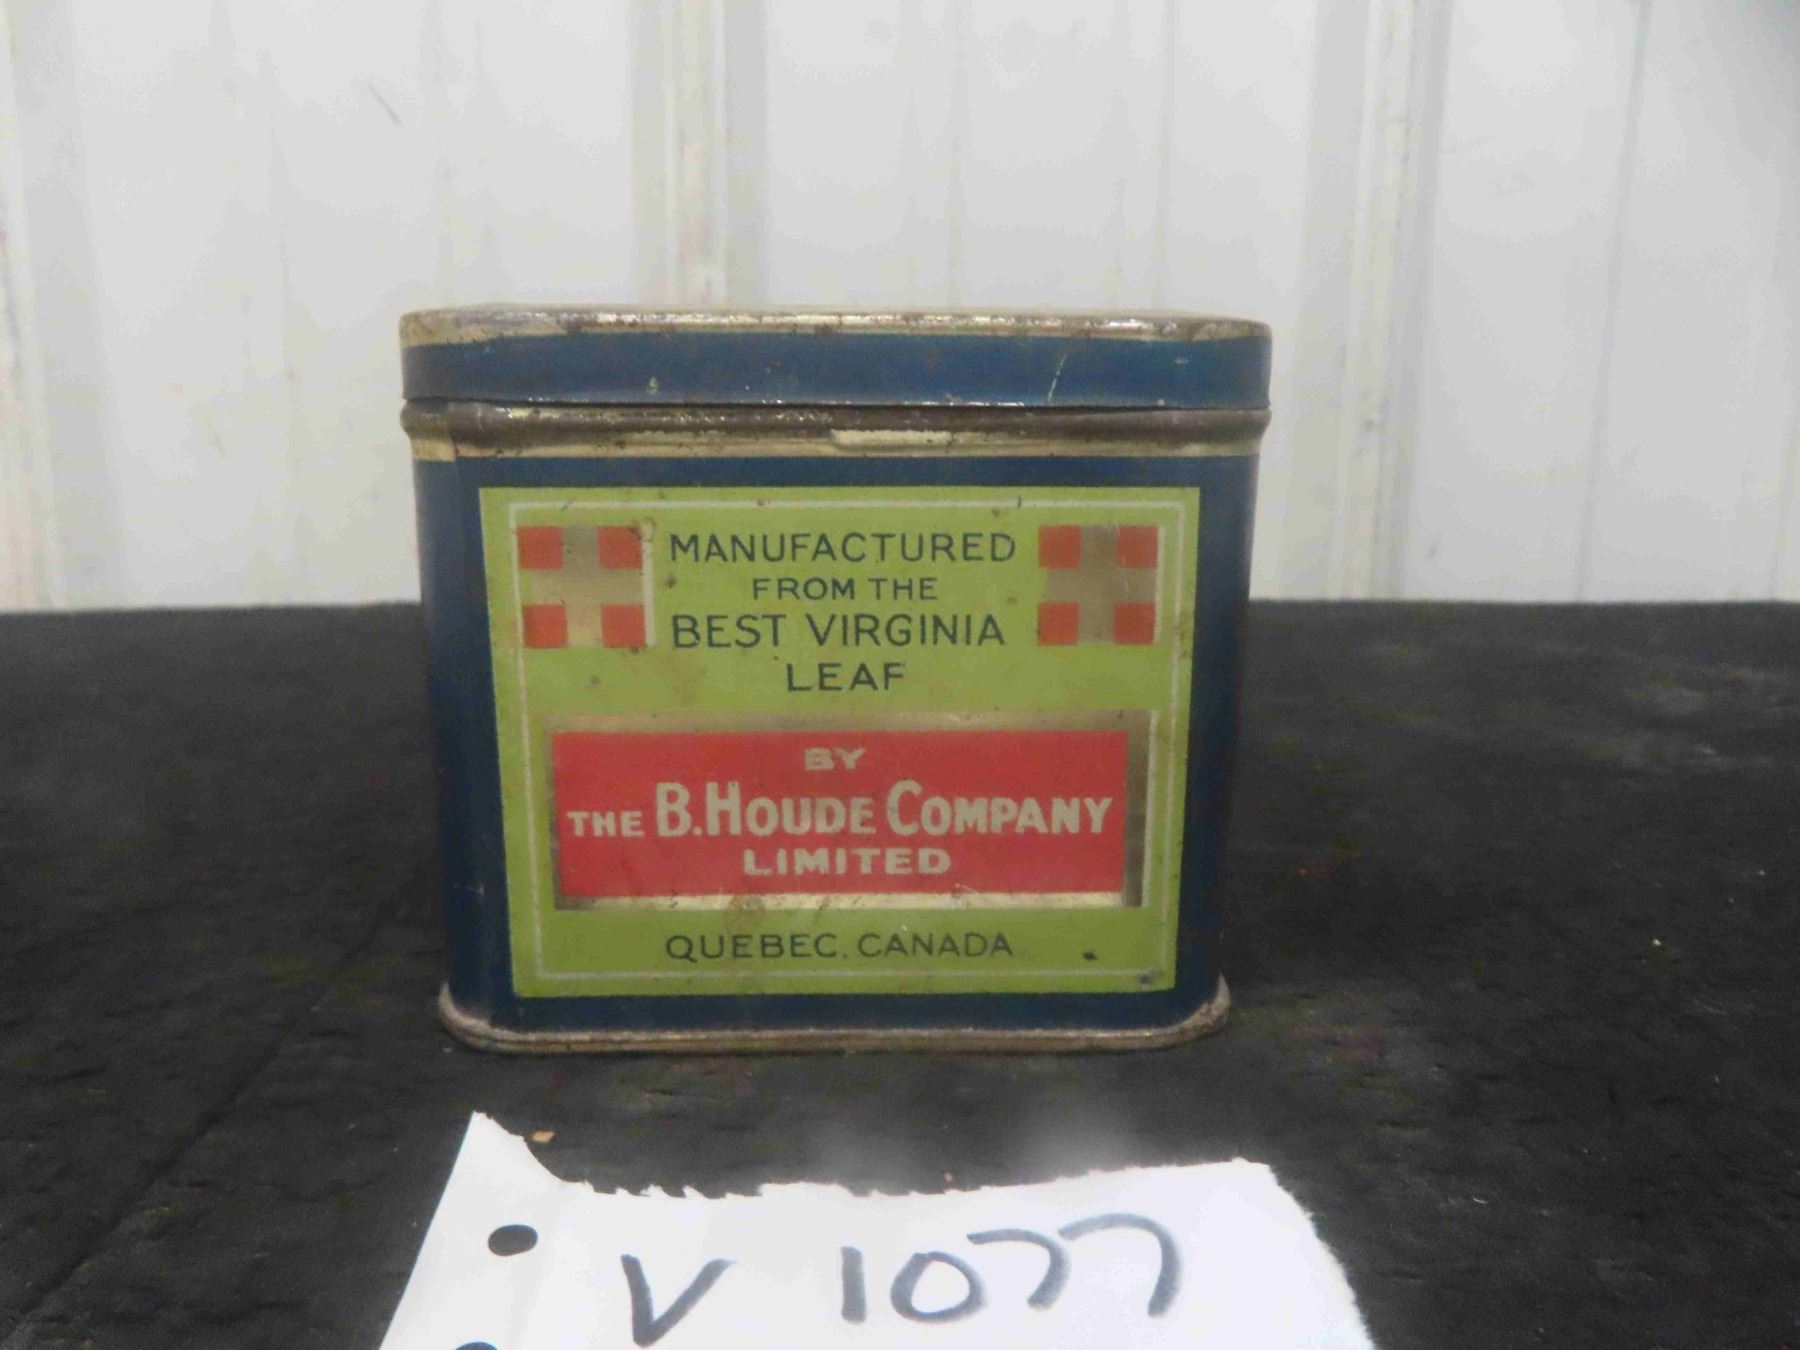 MANUFACTURED
FROM THE
BEST VIRGINIA
LEAF
BY
THE B. HOUDE COMPANY
LIMITED
QUEBEC, CANADA
V 1077